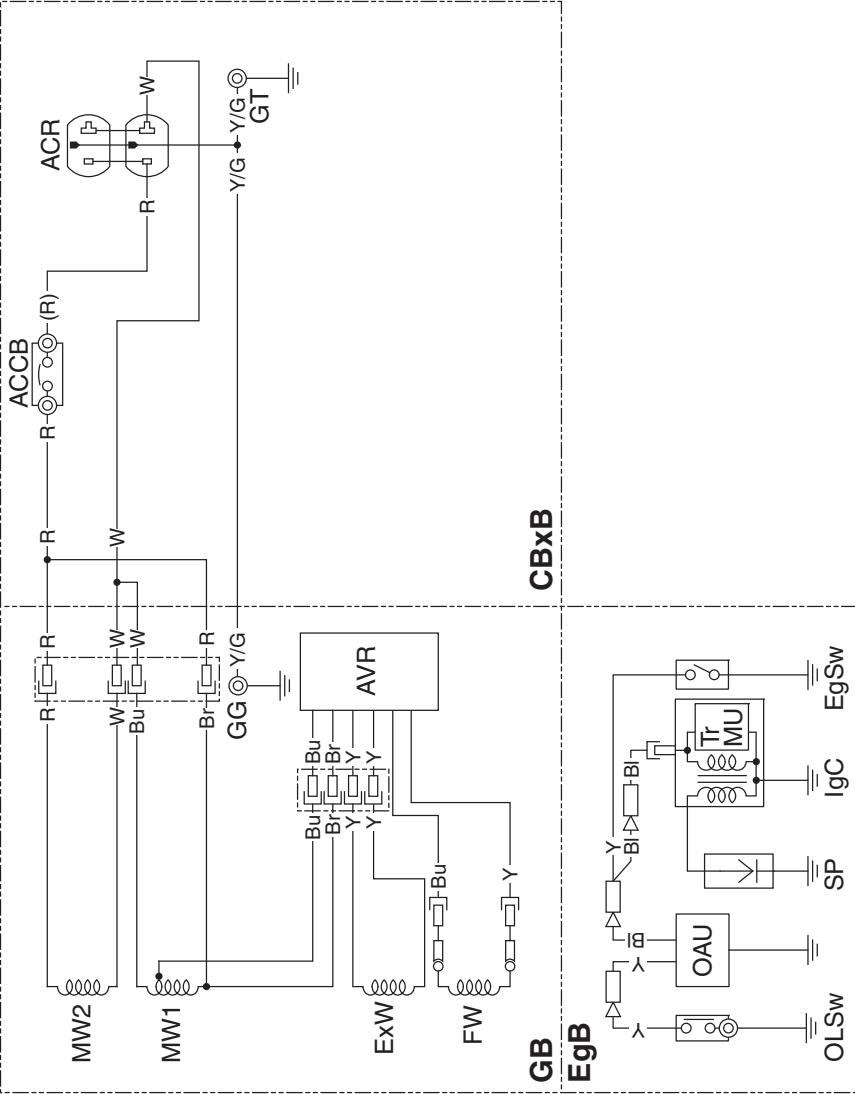 ACR
W
Y/G
GT
Y/G
R
(R)
ACCB
R
R
W
CBxB
R
W
W
R
Y/G
R
W
Bu
Br
GG
AVR
Bu
Br
Y
Y
Bu
Br
Y
Y
Bu
Y
MW2
MW1
ExW
FW
GB
EgB
EgSw
Tr
MU
IgC
Bl
Bl
Y
SP
Bl
Y
OAU
Y
OLSw